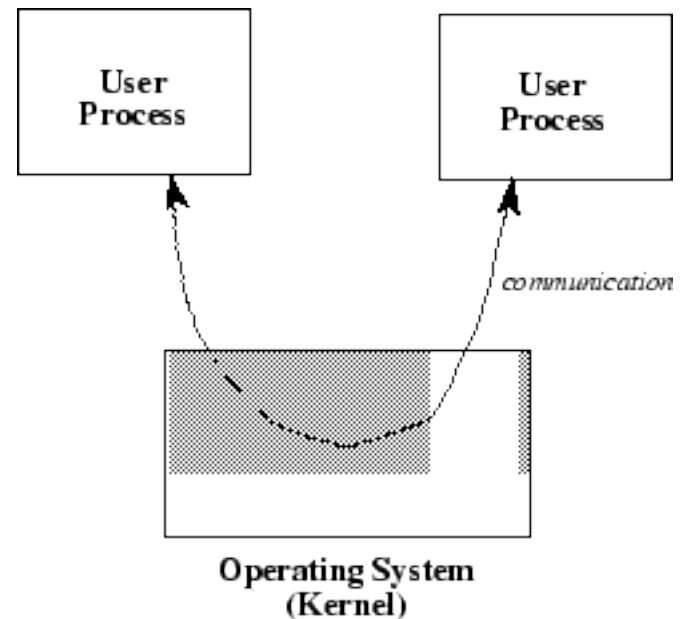 User
Process
User
Process
communication
Operating System
(Kernel)